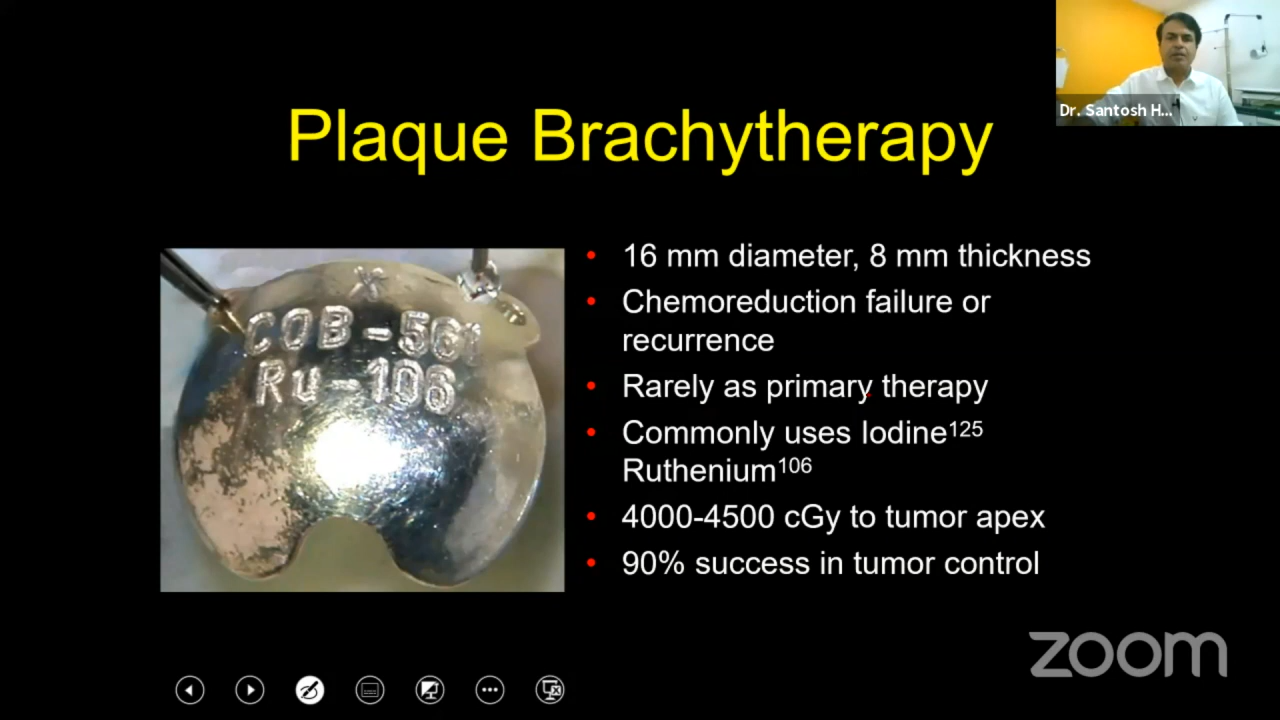 Dr. Santosh H...
Plaque Brachytherapy
COB-561
Ru-106
• 16 mm diameter, 8 mm thickness
• Chemoreduction failure or
recurrence
• Rarely as primary therapy
• Commonly uses Iodine¹²⁵
Ruthenium¹⁰⁶
• 4000-4500 cGy to tumor apex
• 90% success in tumor control
zoom